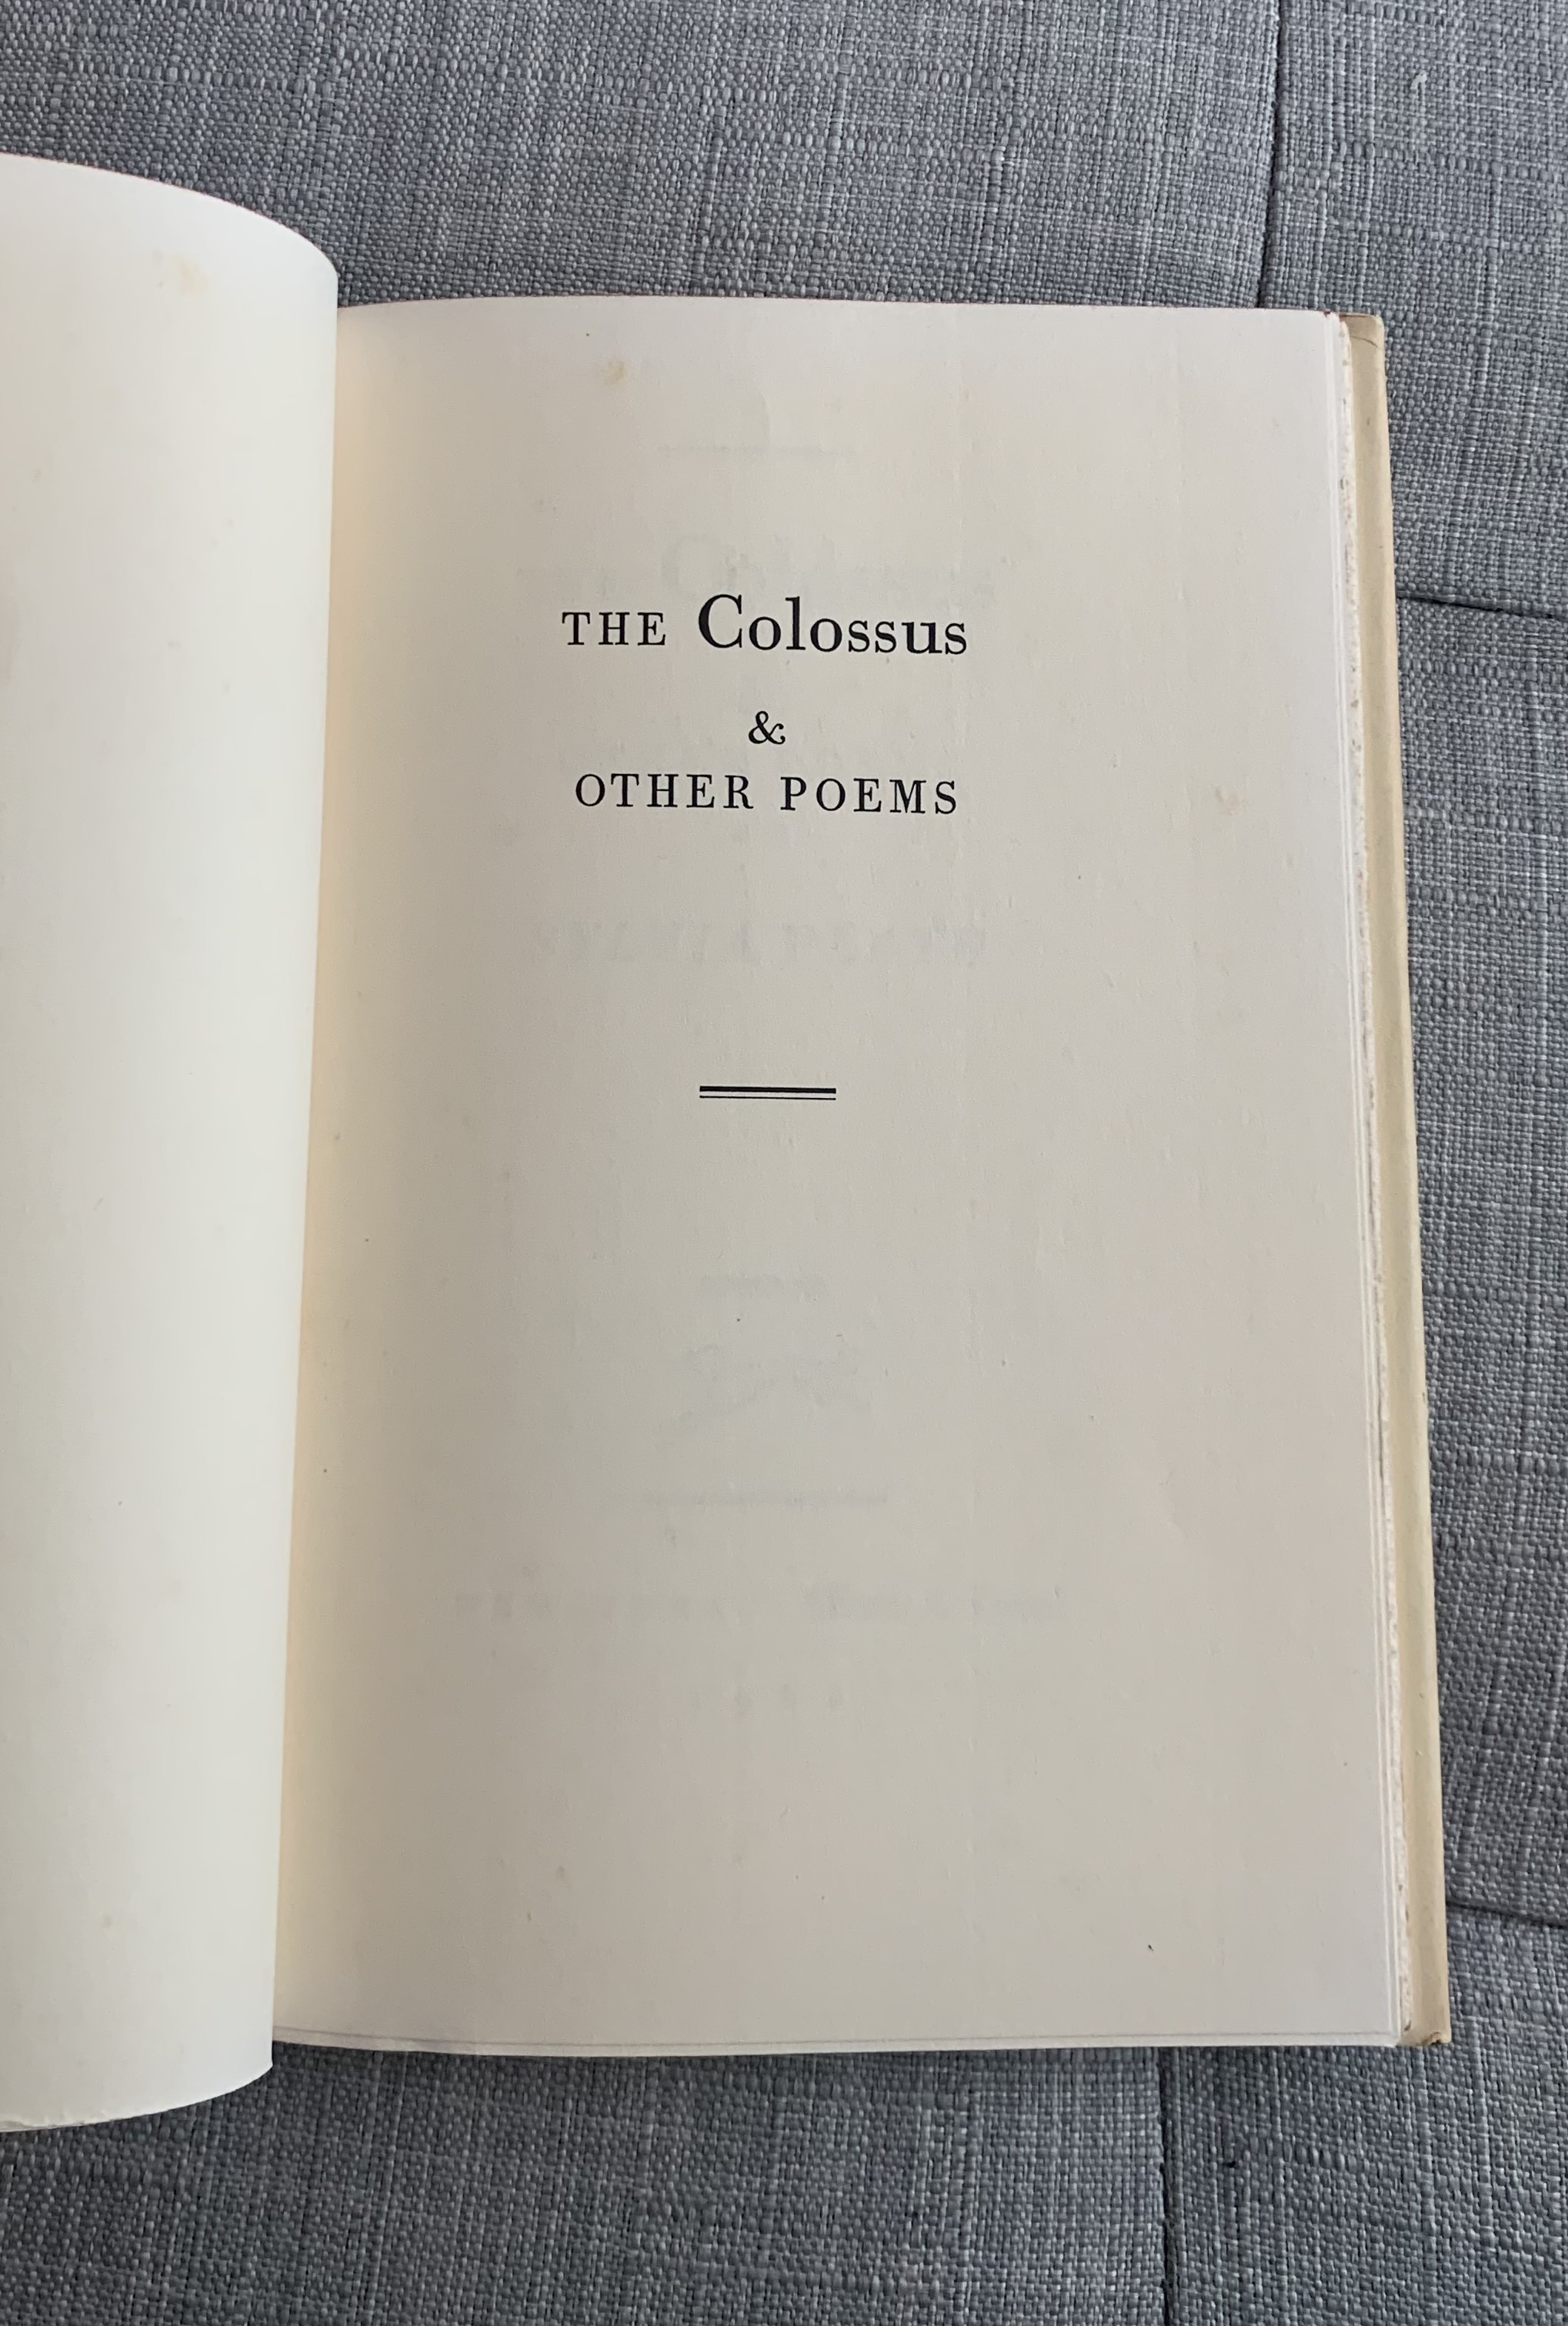 THE Colossus
&
OTHER POEMS